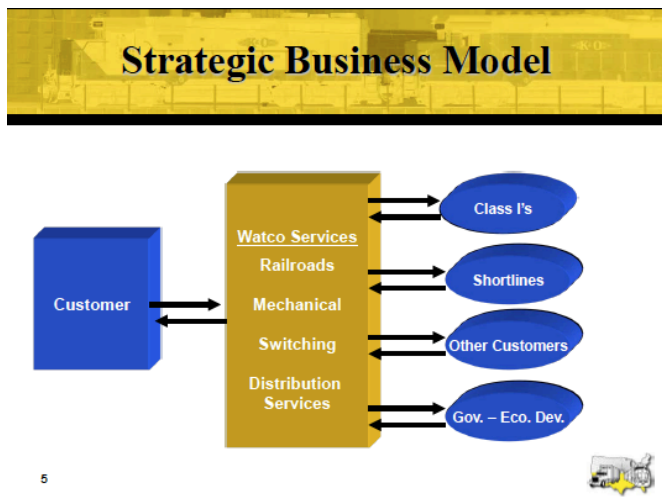 Strategic Business Model
Customer
Watco Services
Railroads
Mechanical
Switching
Distribution
Services
Class I's
Shortlines
Other Customers
Gov. – Eco. Dev.
5